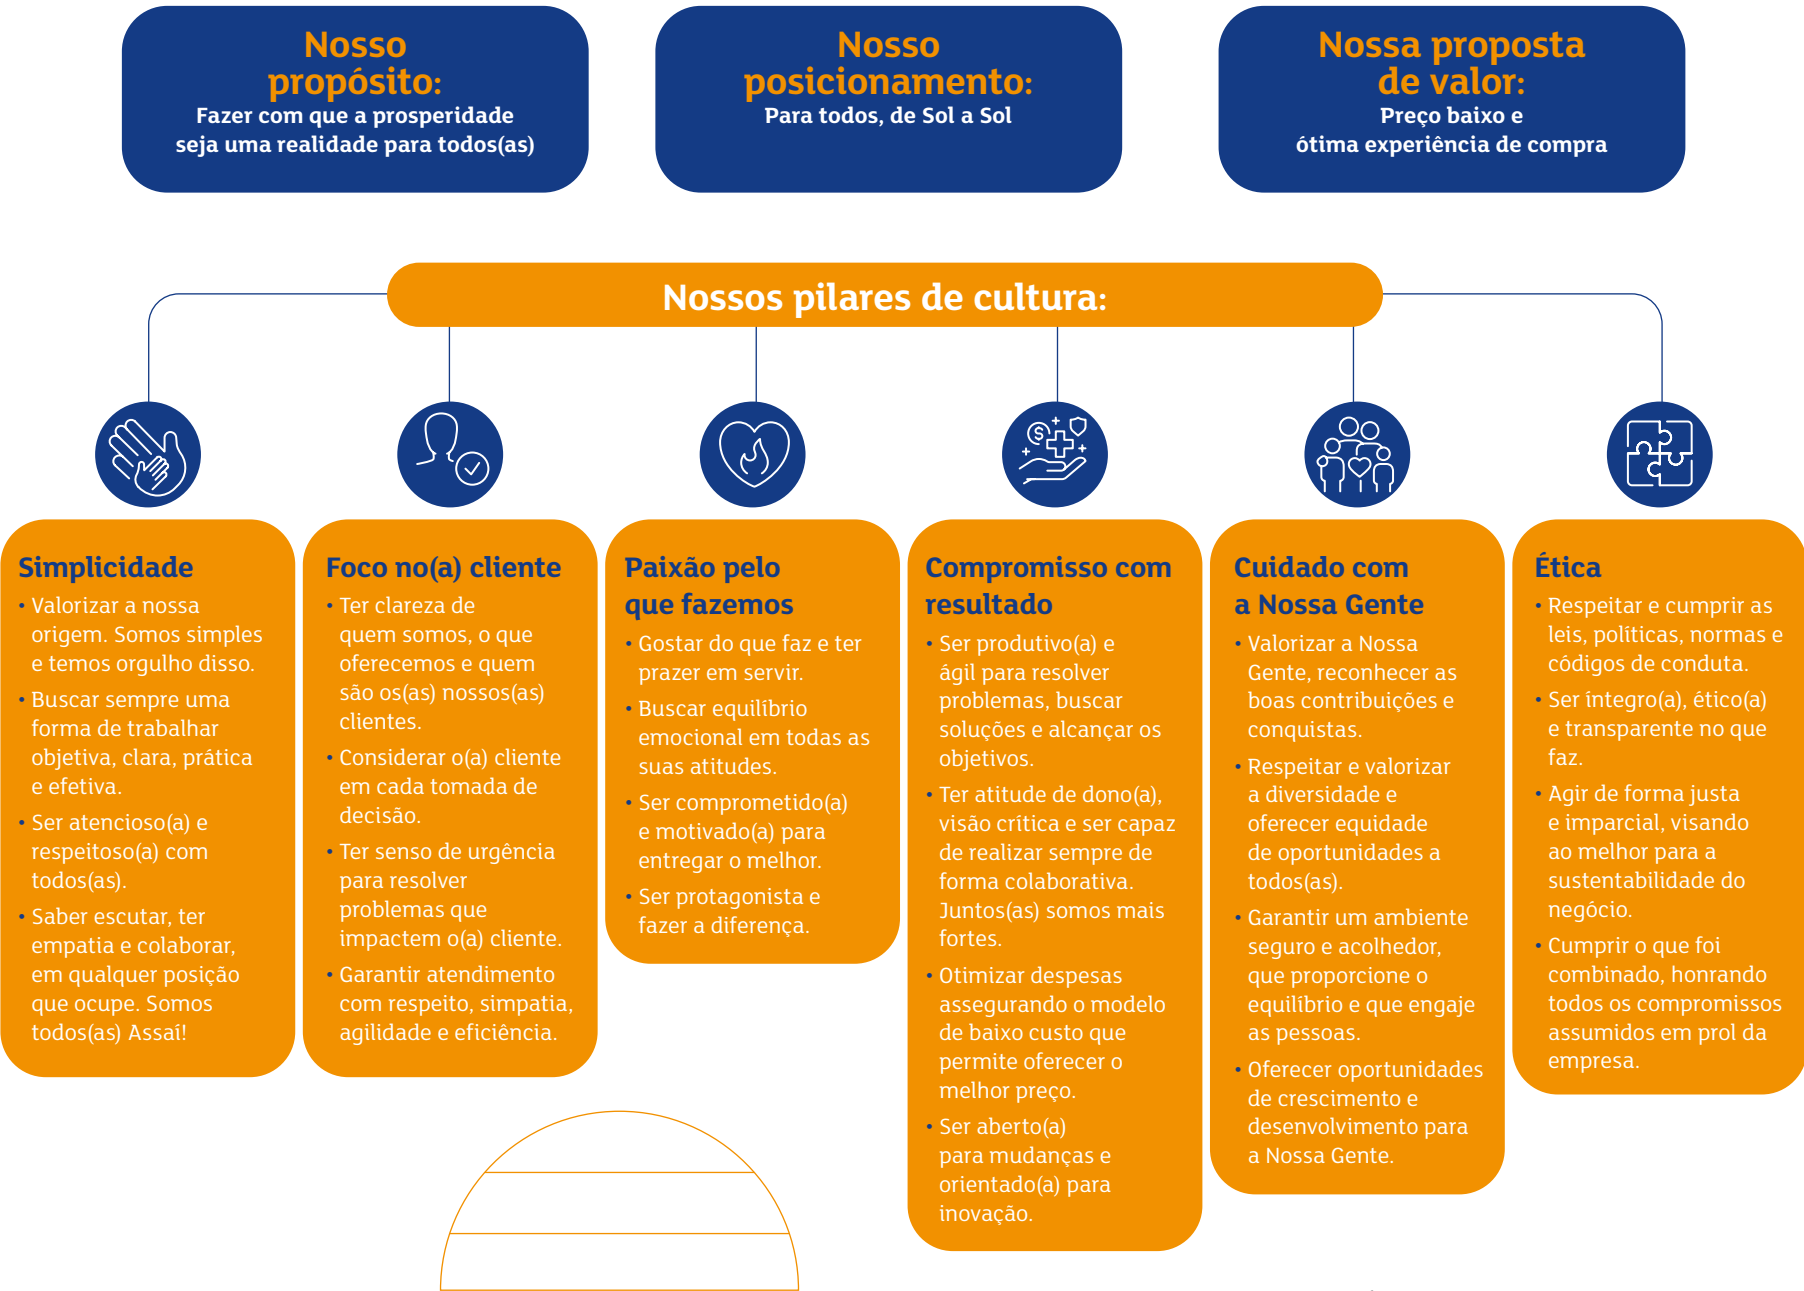 Nosso
propósito:
Fazer com que a prosperidade
seja uma realidade para todos(as)
Nosso
posicionamento:
Para todos, de Sol a Sol
Nossa proposta
de valor:
Preço baixo e
ótima experiência de compra
Nossos pilares de cultura:
Simplicidade
• Valorizar a nossa
origem. Somos simples
e temos orgulho disso.
• Buscar sempre uma
forma de trabalhar
objetiva, clara, prática
e efetiva.
• Ser atencioso(a) e
respeitoso(a) com
todos(as).
• Saber escutar, ter
empatia e colaborar,
em qualquer posição
que ocupe. Somos
todos(as) Assaí!
Foco no(a) cliente
• Ter clareza de
quem somos, o que
oferecemos e quem
são os(as) nossos(as)
clientes.
• Considerar o(a) cliente
em cada tomada de
decisão.
• Ter senso de urgência
para resolver
problemas que
impactem o(a) cliente.
• Garantir atendimento
com respeito, simpatia,
agilidade e eficiência.
Paixão pelo
que fazemos
• Gostar do que faz e ter
prazer em servir.
• Buscar equilíbrio
emocional em todas as
suas atitudes.
• Ser comprometido(a)
e motivado(a) para
entregar o melhor.
• Ser protagonista e
fazer a diferença.
Compromisso com
resultado
• Ser produtivo(a) e
ágil para resolver
problemas, buscar
soluções e alcançar os
objetivos.
• Ter atitude de dono(a),
visão crítica e ser capaz
de realizar sempre de
forma colaborativa.
Juntos(as) somos mais
fortes.
• Otimizar despesas
assegurando o modelo
de baixo custo que
permite oferecer o
melhor preço.
• Ser aberto(a)
para mudanças e
orientado(a) para
inovação.
Cuidado com
a Nossa Gente
• Valorizar a Nossa
Gente, reconhecer as
boas contribuições e
conquistas.
• Respeitar e valorizar
a diversidade e
oferecer equidade
de oportunidades a
todos(as).
• Garantir um ambiente
seguro e acolhedor,
que proporcione o
equilíbrio e que engaje
as pessoas.
• Oferecer oportunidades
de crescimento e
desenvolvimento para
a Nossa Gente.
Ética
• Respeitar e cumprir as
leis, políticas, normas e
códigos de conduta.
• Ser íntegro(a), ético(a)
e transparente no que
faz.
• Agir de forma justa
e imparcial, visando
ao melhor para a
sustentabilidade do
negócio.
• Cumprir o que foi
combinado, honrando
todos os compromissos
assumidos em prol da
empresa.